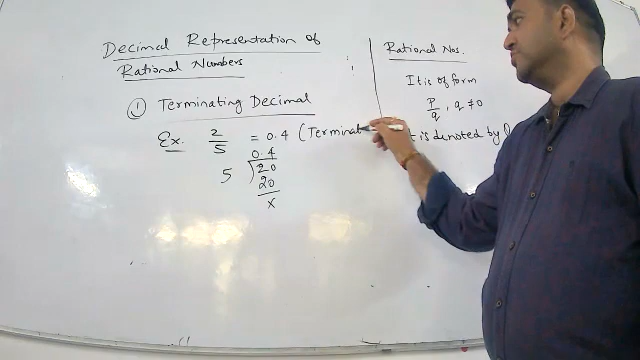 Decimal Representation of
Rational Numbers
① Terminating Decimal
Ex. 2/5 = 0.4 (Terminat
0.4
5 20
20
x
Rational Nos.
It is of form
p/q, q ≠ 0
is denoted by